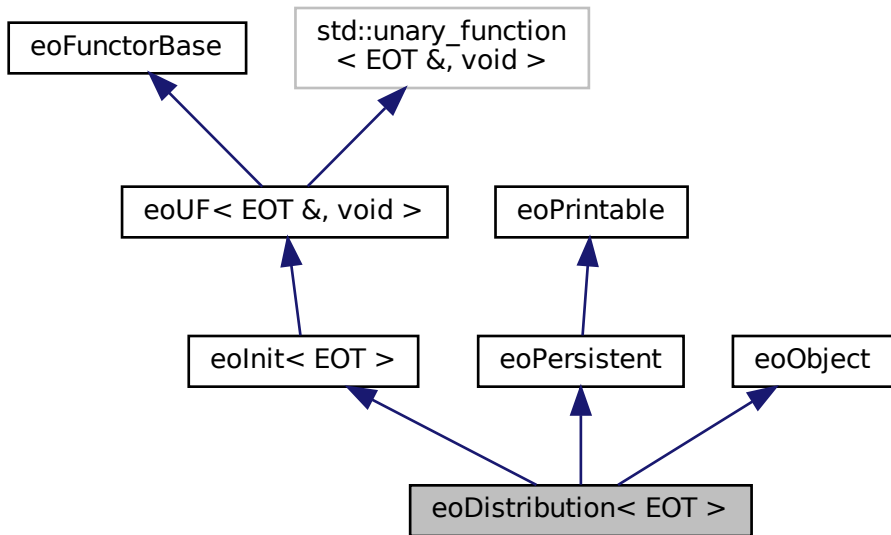 std::unary_function
< EOT &, void >
eoFunctorBase
eoUF< EOT &, void >
eoPrintable
eoInit< EOT >
eoPersistent
eoObject
eoDistribution< EOT >